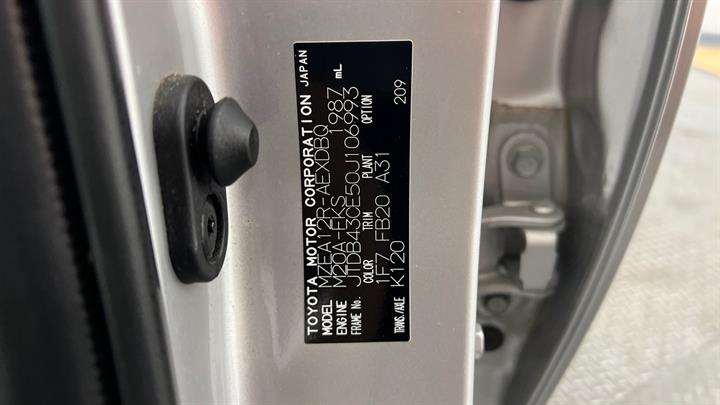 TOYOTA MOTOR CORPORATION JAPAN
MODEL MZEA12R-AEXDBQ
ENGINE M20A-FKS 1987 mL
FRAME No. JTDB430E50J106993
COLOR TRIM PLANT OPTION
1F7 FB20 A31
TRANS./AXLE K120 209